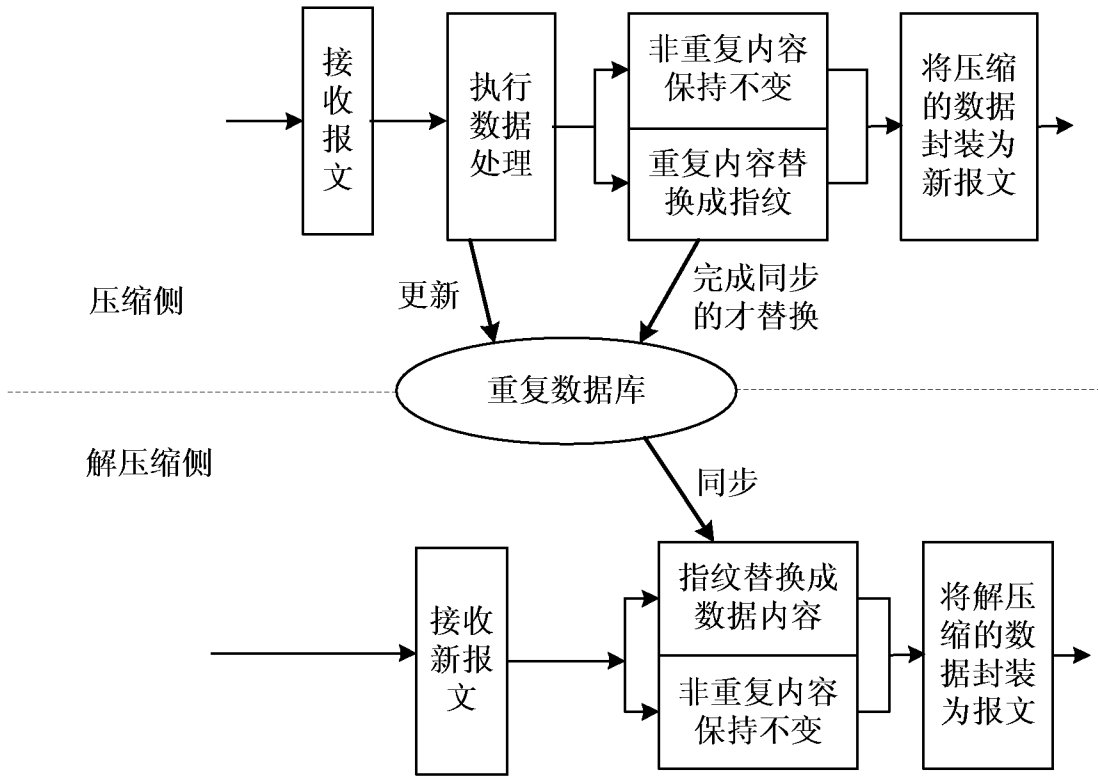 接
收
报
文
执行
数据
处理
非重复内容
保持不变
重复内容替
换成指纹
将压缩
的数据
封装为
新报文
压缩侧
更新
完成同步
的才替换
重复数据库
解压缩侧
同步
接收
新报
文
指纹替换成
数据内容
非重复内容
保持不变
将解压
缩的数
据封装
为报文